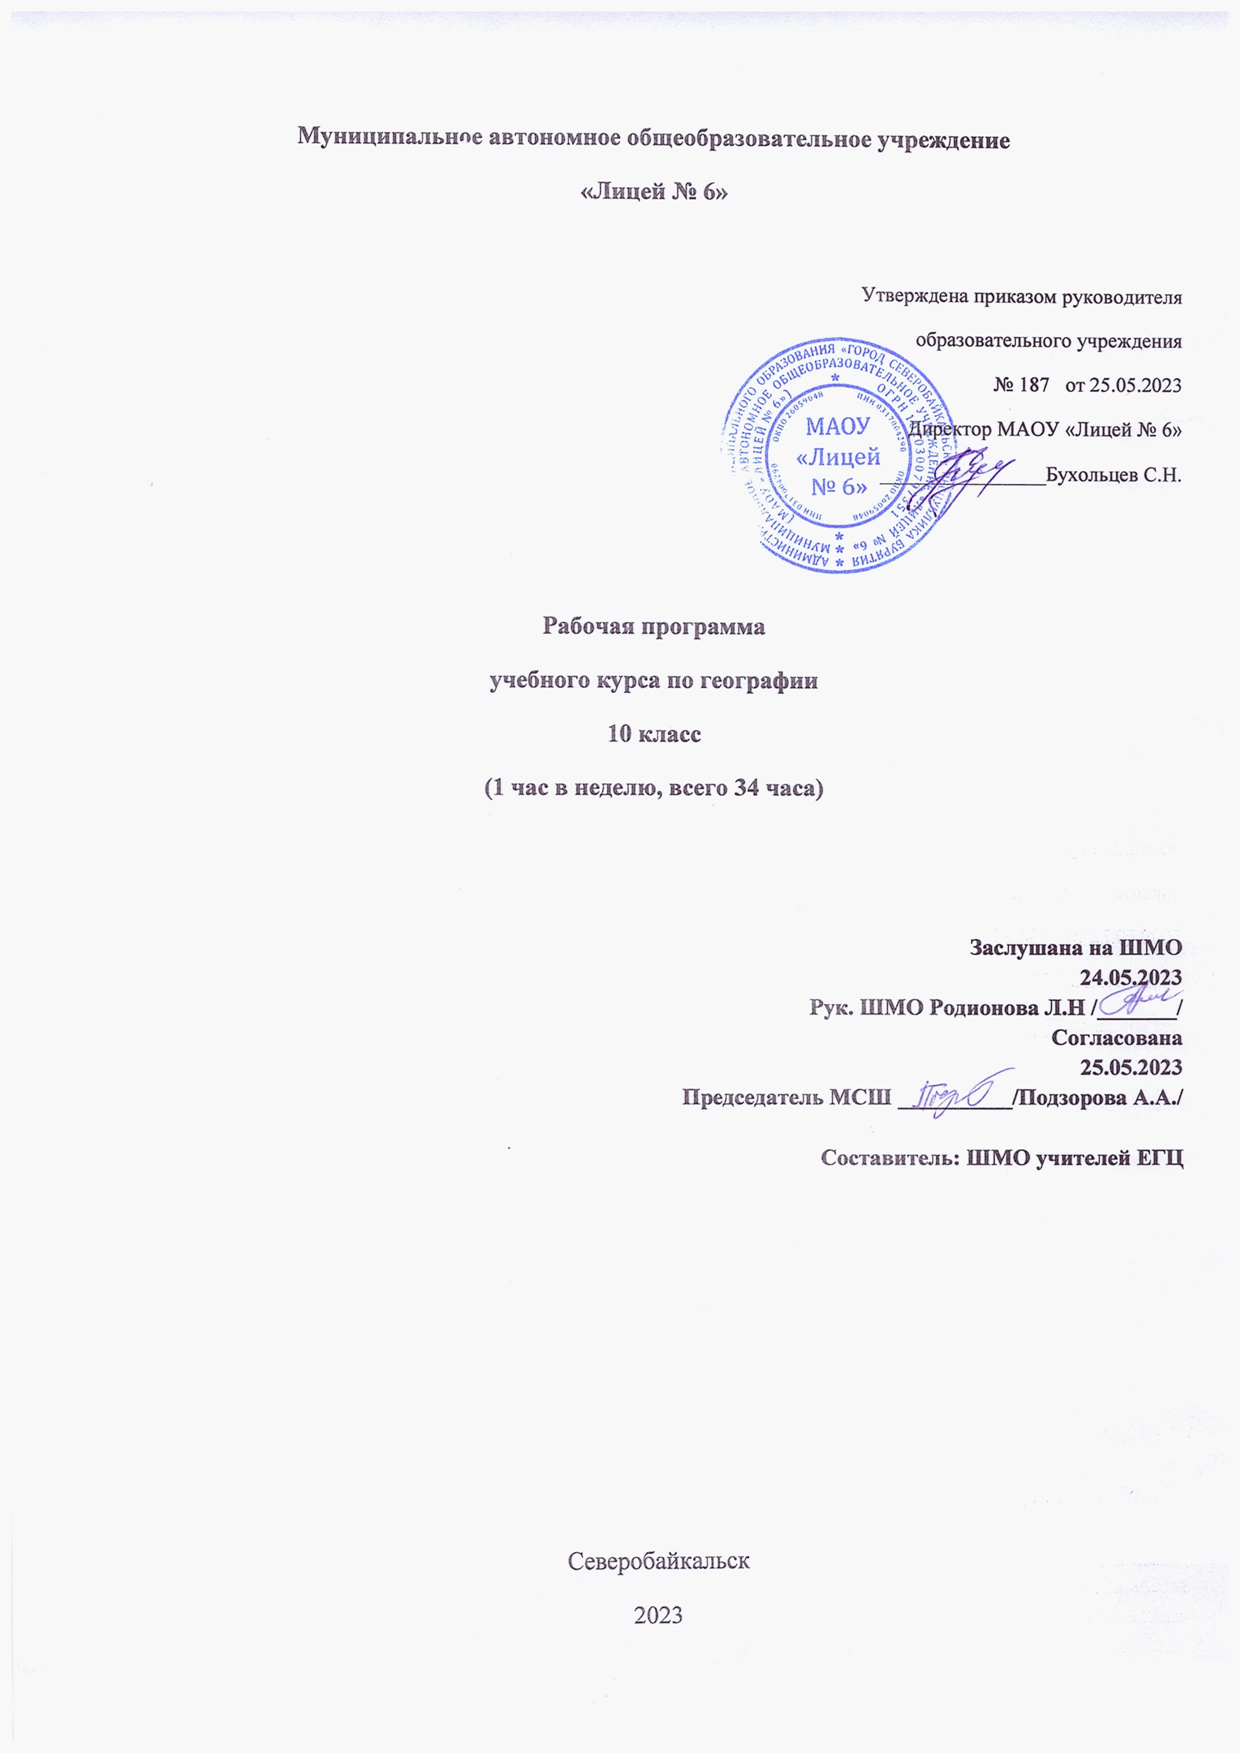 Муниципальное автономное общеобразовательное учреждение
«Лицей № 6»
Утверждена приказом руководителя
образовательного учреждения
№ 187 от 25.05.2023
Директор МАОУ «Лицей № 6»
_______________Бухольцев С.Н.
МАОУ
«Лицей
№ 6»
Рабочая программа
учебного курса по географии
10 класс
(1 час в неделю, всего 34 часа)
Заслушана на ШМО
24.05.2023
Рук. ШМО Родионова Л.Н /_______/
Согласована
25.05.2023
Председатель МСШ __________/Подзорова А.А./
Составитель: ШМО учителей ЕГЦ
Северобайкальск
2023